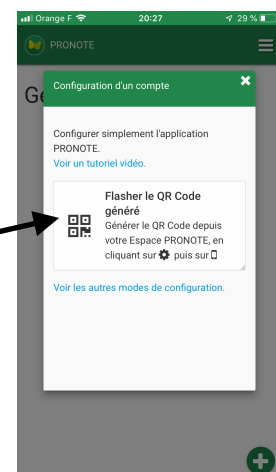 Orange F 20:27 29 %
PRONOTE
Configuration d'un compte
Configurer simplement l'application
PRONOTE.
Voir un tutoriel vidéo.
Flasher le QR Code
généré
Générer le QR Code depuis
votre Espace PRONOTE, en
cliquant sur puis sur
Voir les autres modes de configuration.